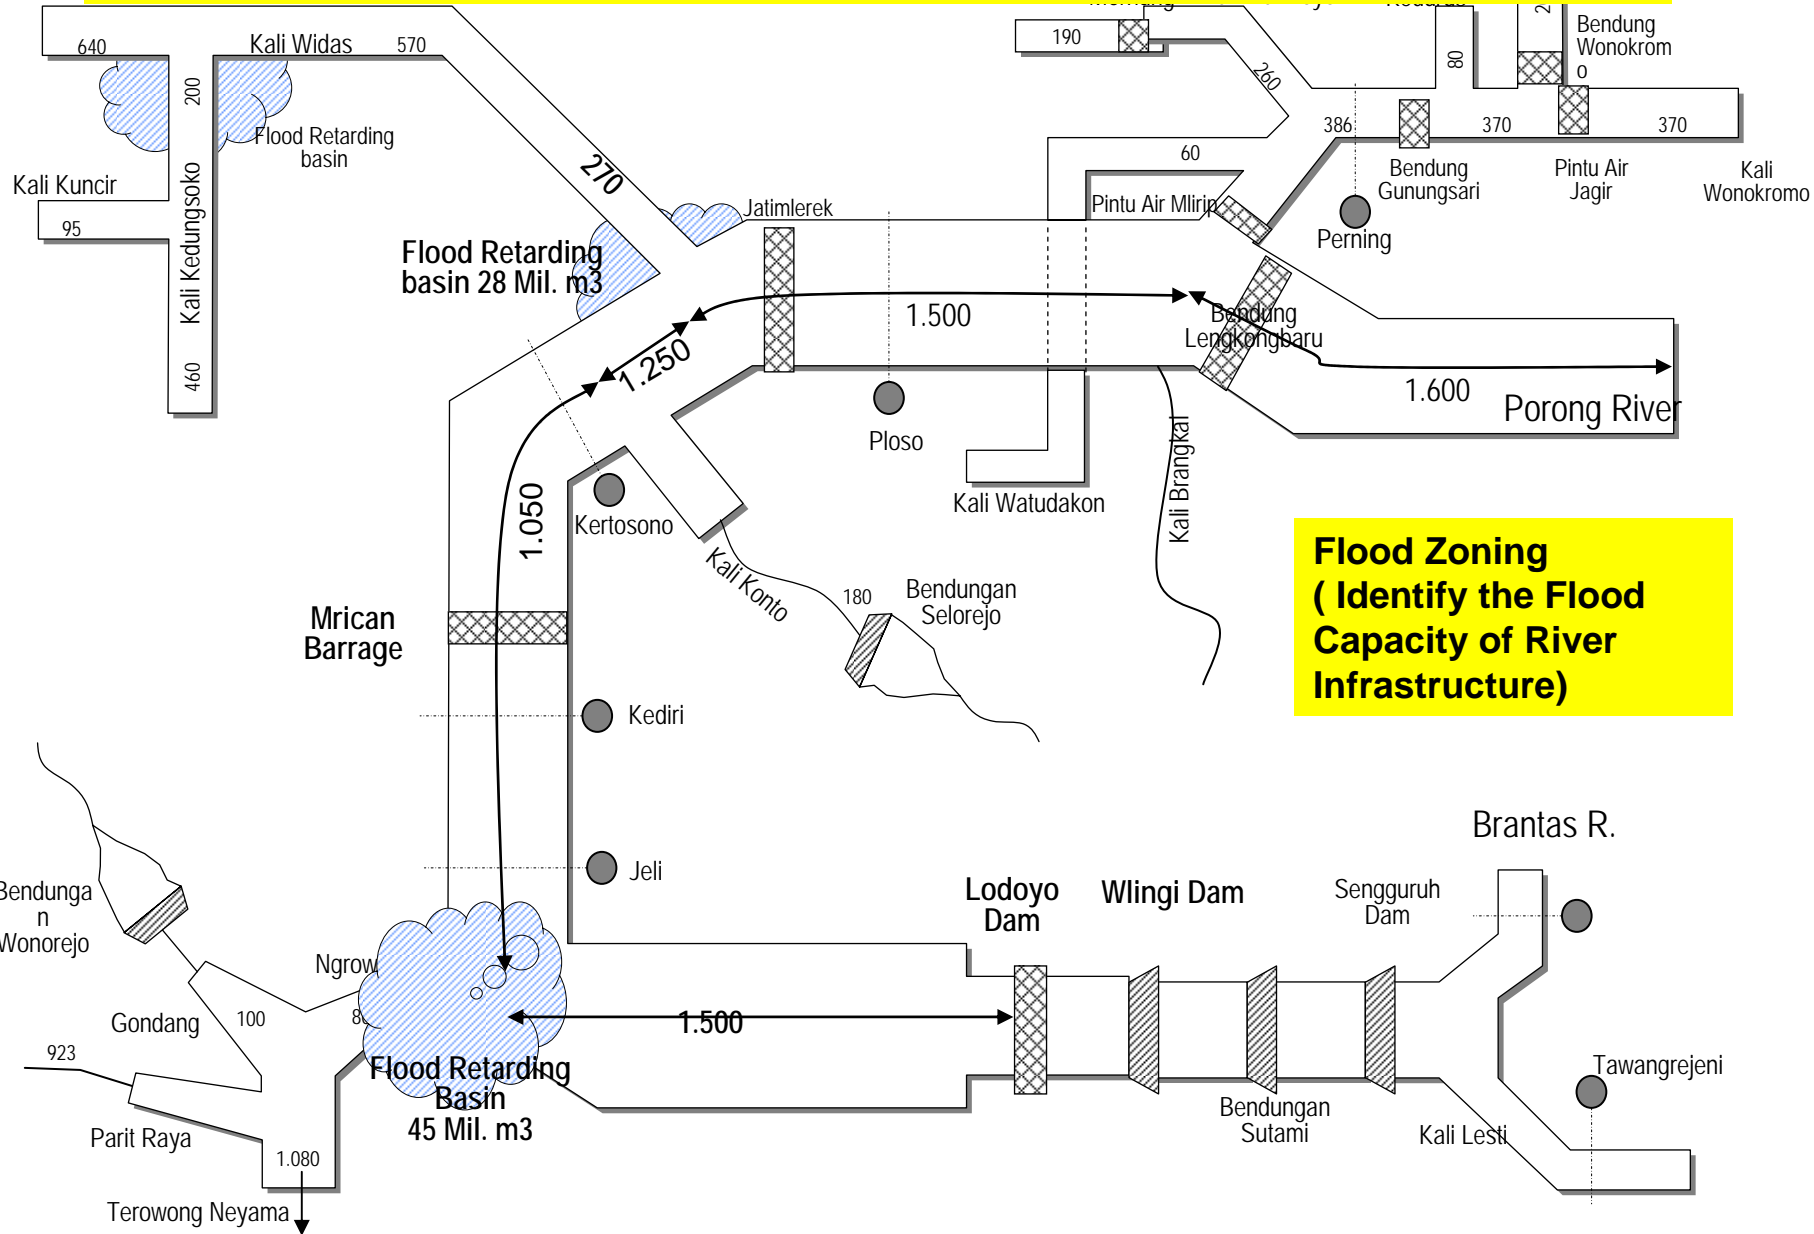 640
Kali Widas
570
200
Flood Retarding
basin
Kali Kuncir
95
Kali Kedungsoko
460
270
Flood Retarding
basin 28 Mil. m3
Jatimlerek
190
260
80
Bendung
Wonokrom
o
386
370
370
60
Bendung
Gunungsari
Pintu Air
Jagir
Kali
Wonokromo
Pintu Air Mlirip
Perning
1.500
Bendung
Lengkongbaru
1.250
1.600
Porong River
Ploso
Kali Watudakon
Kali Brangkal
1.050
Kertosono
Kali Konto
180
Bendungan
Selorejo
Flood Zoning
( Identify the Flood
Capacity of River
Infrastructure)
Mrican
Barrage
Kediri
Jeli
Brantas R.
Lodoyo
Dam
Wlingi Dam
Sengguruh
Dam
Bendunga
n
Wonorejo
Ngrow
Gondang
100
923
1.500
Flood Retarding
Basin
45 Mil. m3
Tawangrejeni
Bendungan
Sutami
Kali Lesti
Parit Raya
1.080
Terowong Neyama